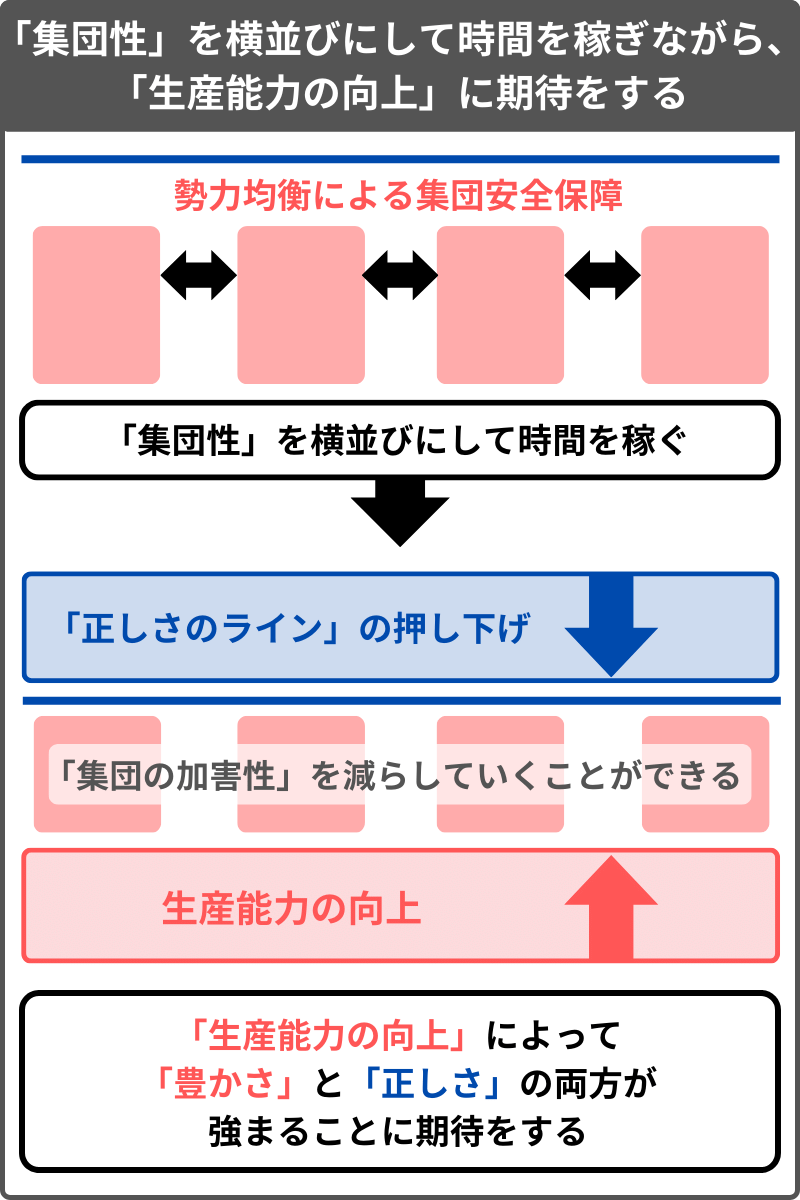 「集団性」を横並びにして時間を稼ぎながら、
「生産能力の向上」に期待をする
勢力均衡による集団安全保障
「集団性」を横並びにして時間を稼ぐ
「正しさのライン」の押し下げ
「集団の加害性」を減らしていくことができる
生産能力の向上
「生産能力の向上」によって
「豊かさ」と「正しさ」の両方が
強まることに期待をする